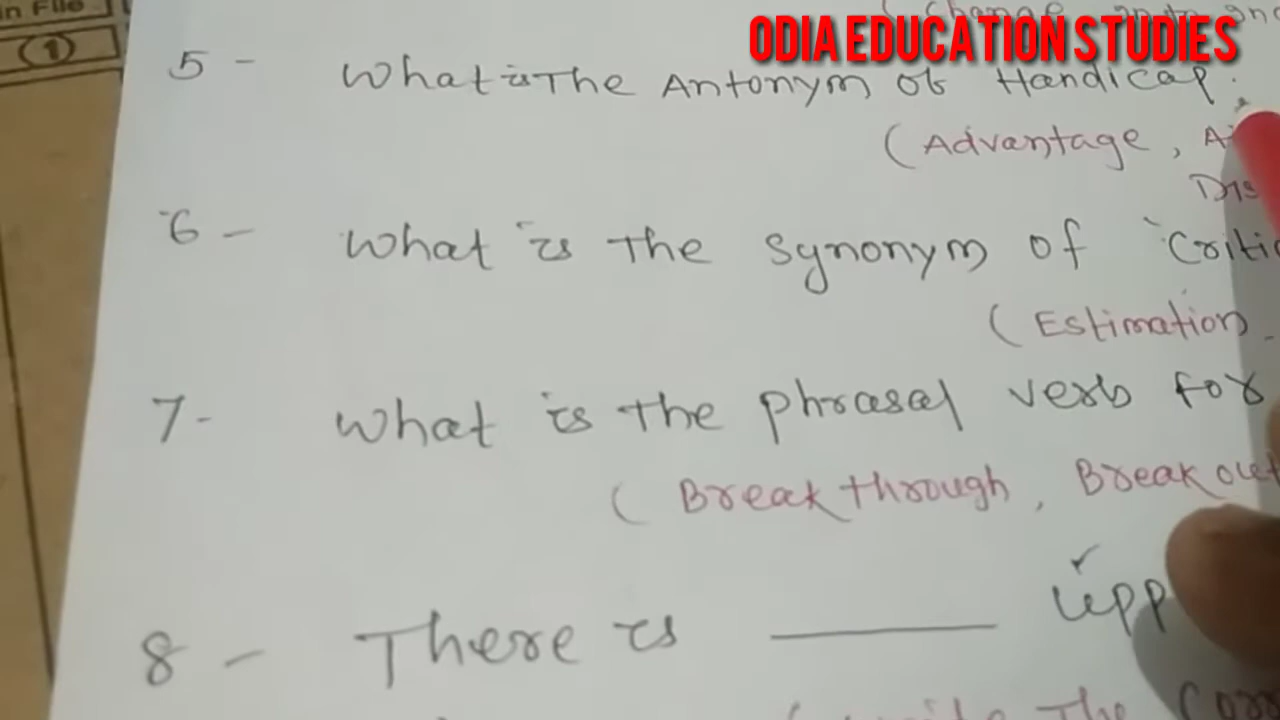 in File
1
ODIA EDUCATION STUDIES
5 - What is The Antonym of Handicap.
(Advantage,
6 - What is The Synonym of
(Estimation
7 - What is The phrasal verb for
(Break through, Break out
8 - There is ______